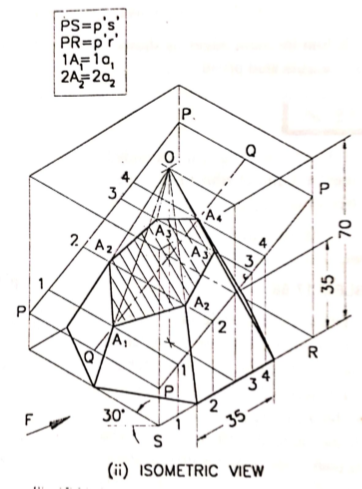 PS=p's'
PR=p'r'
1A₁=1a₁
2A₂=2a₂
P
O
Q
P
4
3
A₄
A₃
2
A₂
A₃
4
3
70
35
1
A₂
P
A₁
2
R
Q
1
P
4
3
2
1
35
F
30°
S
(ii) ISOMETRIC VIEW